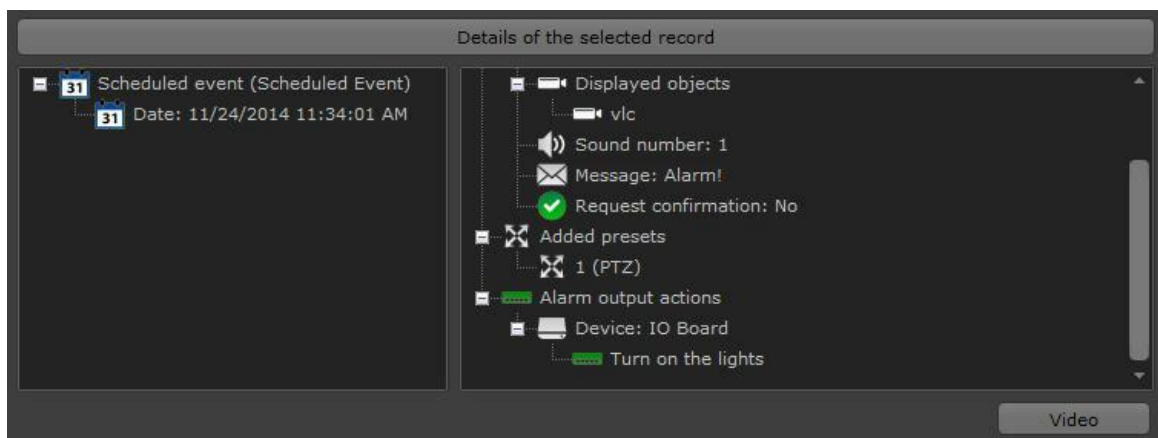 Details of the selected record
31 Scheduled event (Scheduled Event)
31 Date: 11/24/2014 11:34:01 AM
Displayed objects
vlc
Sound number: 1
Message: Alarm!
Request confirmation: No
Added presets
1 (PTZ)
Alarm output actions
Device: IO Board
Turn on the lights
Video